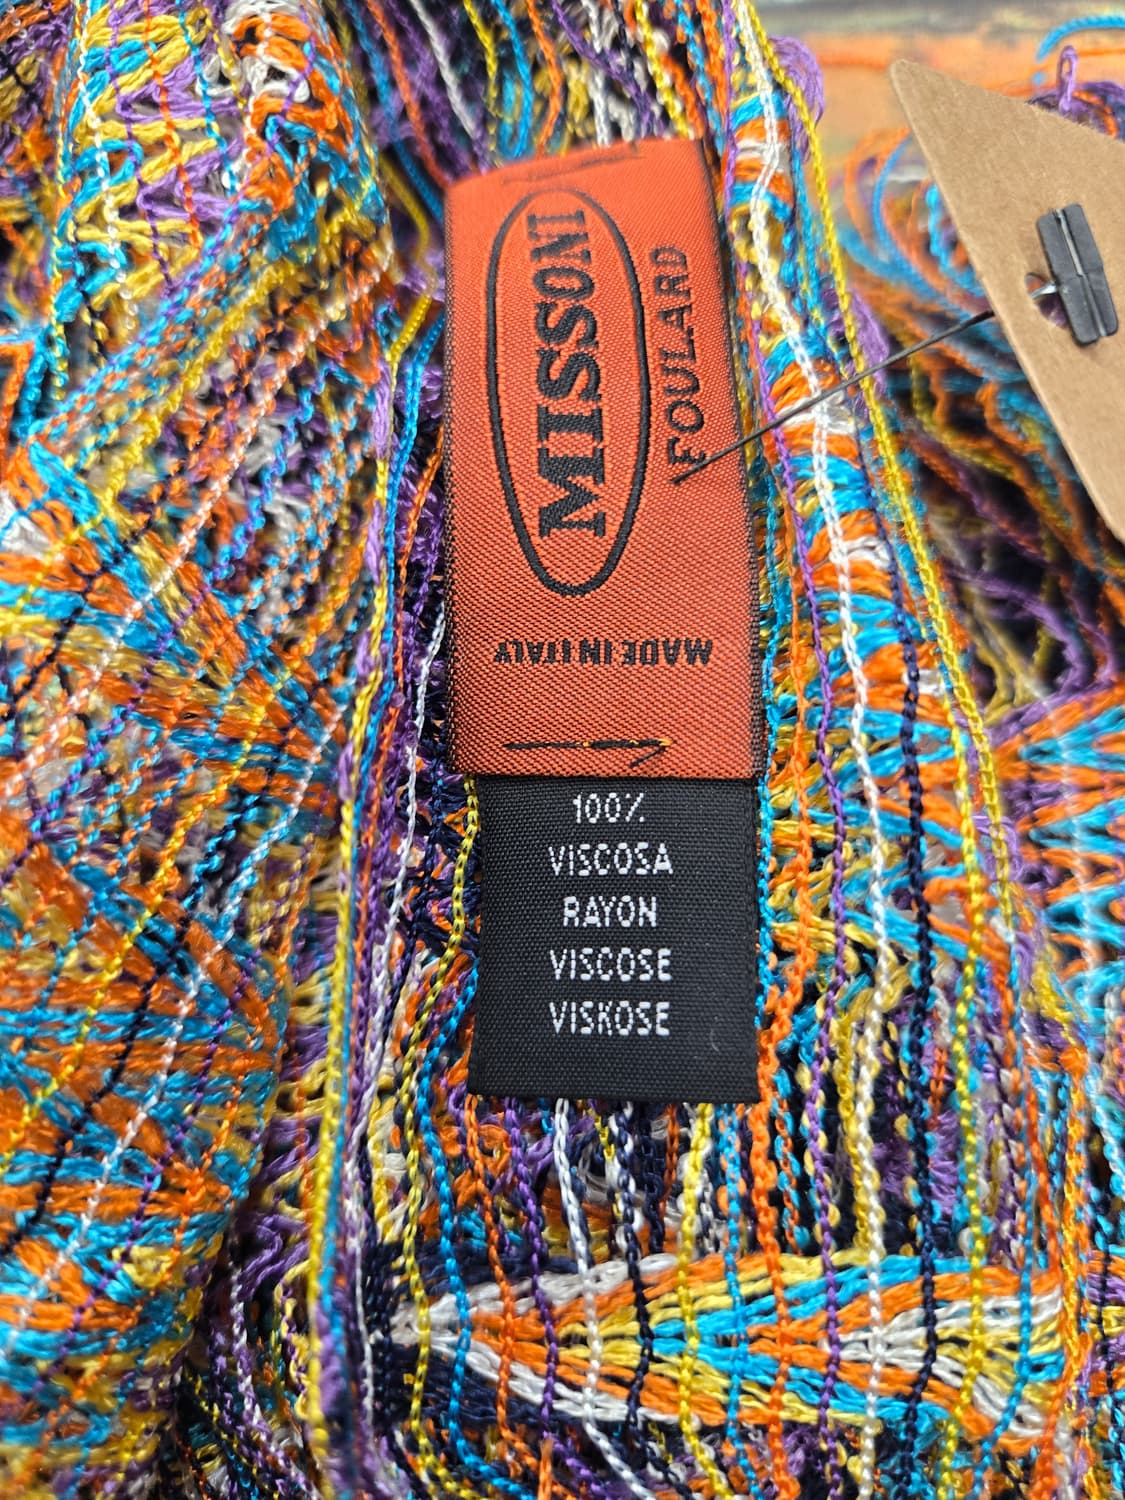 MISSONI
FOULARD
MADE IN ITALY
100%
VISCOSA
RAYON
VISCOSE
VISKOSE